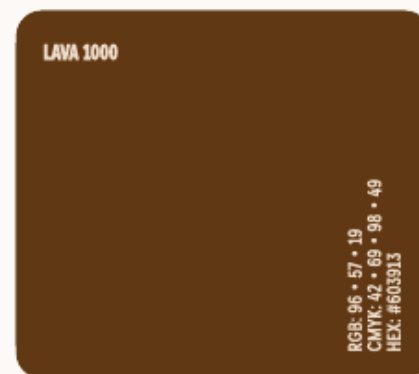 LAVA 1000
RGB: 96 • 57 • 19
CMYK: 42 • 69 • 98 • 49
HEX: #603913